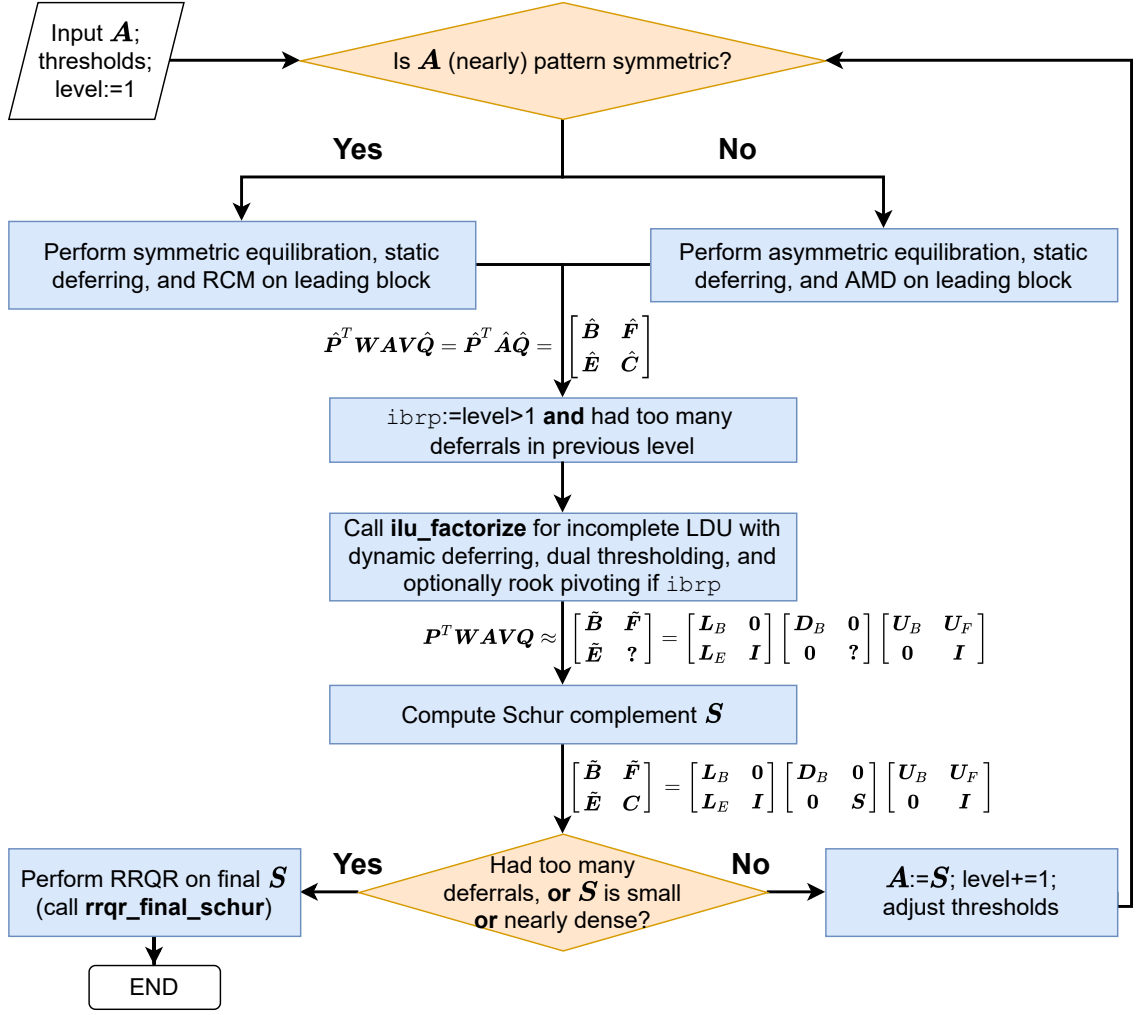 Input A;
thresholds;
level:=1
Is A (nearly) pattern symmetric?
Yes
No
Perform symmetric equilibration, static
deferring, and RCM on leading block
Perform asymmetric equilibration, static
deferring, and AMD on leading block
P̂^T WAVQ̂ = P̂^T ÂQ̂ = [B̂ F̂; Ê Ĉ]
ibrp:=level>1 and had too many
deferrals in previous level
Call ilu_factorize for incomplete LDU with
dynamic deferring, dual thresholding, and
optionally rook pivoting if ibrp
P^T WAVQ ≈ [B̃ F̃; Ẽ ?] = [L_B 0; L_E I] [D_B 0; 0 ?] [U_B U_F; 0 I]
Compute Schur complement S
[B̃ F̃; Ẽ C] = [L_B 0; L_E I] [D_B 0; 0 S] [U_B U_F; 0 I]
Had too many
deferrals, or S is small
or nearly dense?
Yes
No
Perform RRQR on final S
(call rrqr_final_schur)
A:=S; level+=1;
adjust thresholds
END